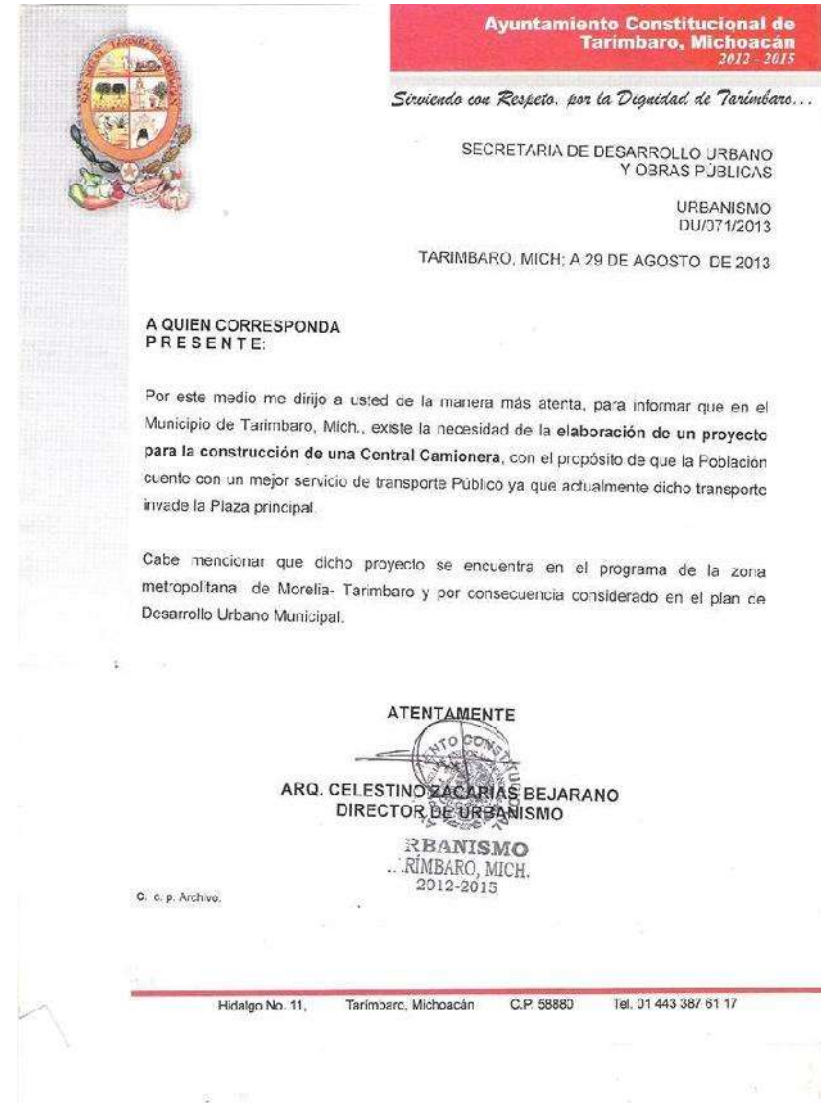 Ayuntamiento Constitucional de
Tarimbaro, Michoacán
2012 - 2015
Sirviendo con Respeto, por la Dignidad de Tarímbaro...
SECRETARIA DE DESARROLLO URBANO
Y OBRAS PÚBLICAS
URBANISMO
DU/071/2013
TARIMBARO, MICH; A 29 DE AGOSTO DE 2013
A QUIEN CORRESPONDA
P R E S E N T E:
Por este medio me dirijo a usted de la manera más atenta, para informar que en el
Municipio de Tarimbaro, Mich., existe la necesidad de la elaboración de un proyecto
para la construcción de una Central Camionera, con el propósito de que la Población
cuente con un mejor servicio de transporte Público ya que actualmente dicho transporte
invade la Plaza principal.
Cabe mencionar que dicho proyecto se encuentra en el programa de la zona
metropolitana de Morelia- Tarimbaro y por consecuencia considerado en el plan de
Desarrollo Urbano Municipal.
ATENTAMENTE
ARQ. CELESTINO ZACARIAS BEJARANO
DIRECTOR DE URBANISMO
RBANISMO
RÍMBARO, MICH.
2012-2015
C. c. p. Archivo.
Hidalgo No. 11, Tarímbaro, Michoacán C.P. 58880 Tel. 01 443 387 61 17